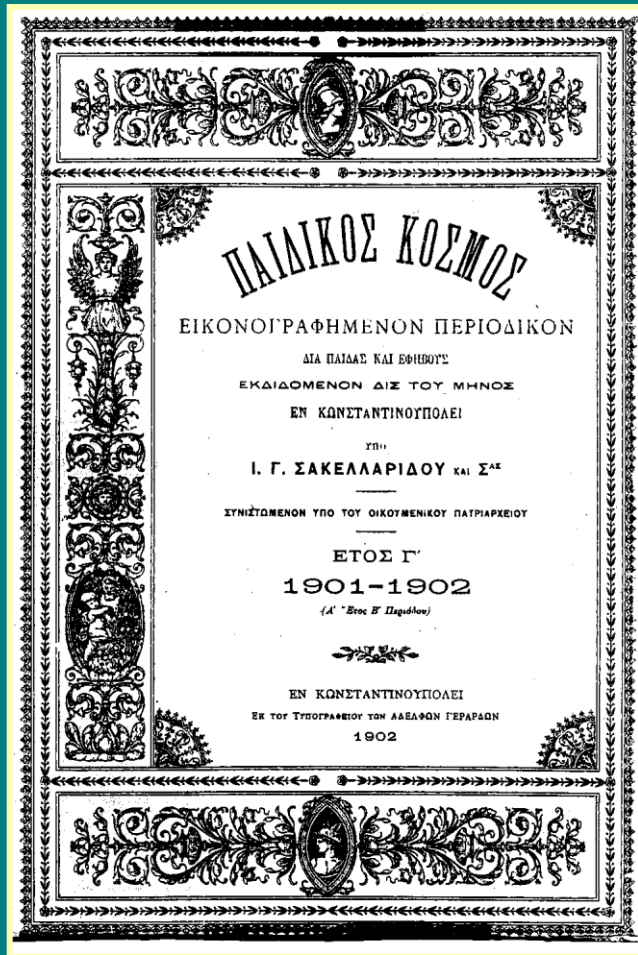 ΠΑΙΔΙΚΟΣ ΚΟΣΜΟΣ
ΕΙΚΟΝΟΓΡΑΦΗΜΕΝΟΝ ΠΕΡΙΟΔΙΚΟΝ
ΔΙΑ ΠΑΙΔΑΣ ΚΑΙ ΕΦΗΒΟΥΣ
ΕΚΔΙΔΟΜΕΝΟΝ ΔΙΣ ΤΟΥ ΜΗΝΟΣ
ΕΝ ΚΩΝΣΤΑΝΤΙΝΟΥΠΟΛΕΙ
ΥΠΟ
Ι. Γ. ΣΑΚΕΛΛΑΡΙΔΟΥ ΚΑΙ ΣΑΣ
ΣΥΝΙΣΤΩΜΕΝΟΝ ΥΠΟ ΤΟΥ ΟΙΚΟΥΜΕΝΙΚΟΥ ΠΑΤΡΙΑΡΧΕΙΟΥ
ΕΤΟΣ Γ′
1901-1902
(Α′ Ἔτος Β′ Περιόδου)
ΕΝ ΚΩΝΣΤΑΝΤΙΝΟΥΠΟΛΕΙ
ΕΚ ΤΟΥ ΤΥΠΟΓΡΑΦΕΙΟΥ ΤΩΝ ΑΔΕΛΦΩΝ ΓΕΡΑΡΔΩΝ
1902